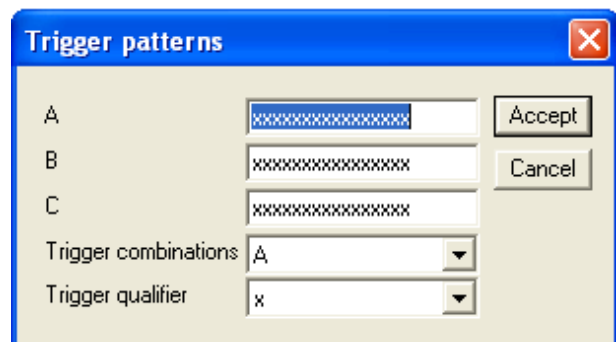 Trigger patterns
A xxxxxxxxxxxxxxxx Accept
B xxxxxxxxxxxxxxxx Cancel
C xxxxxxxxxxxxxxxx
Trigger combinations A
Trigger qualifier x